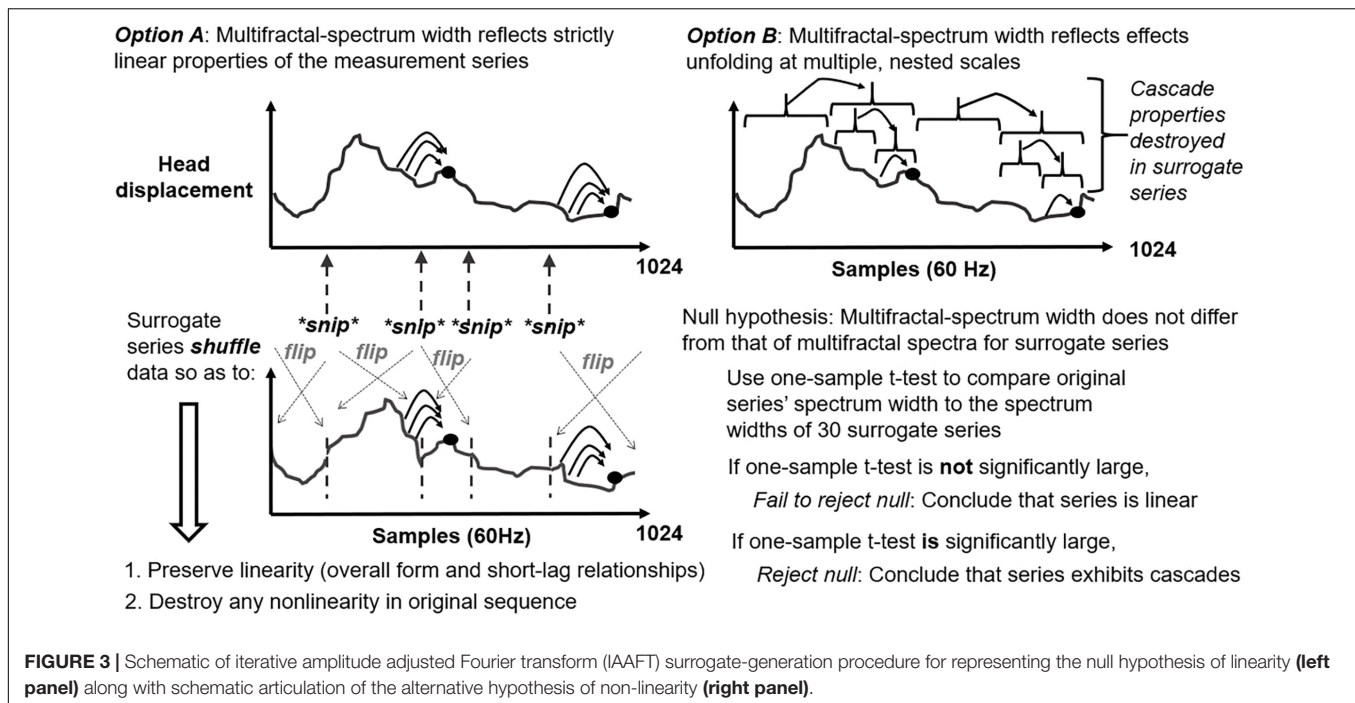 Option A: Multifractal-spectrum width reflects strictly
linear properties of the measurement series
Head
displacement
1024
Surrogate
series shuffle
data so as to:
*snip*
*snip*
*snip*
*snip*
flip
flip
flip
flip
Samples (60Hz)
1024
1. Preserve linearity (overall form and short-lag relationships)
2. Destroy any nonlinearity in original sequence
Option B: Multifractal-spectrum width reflects effects
unfolding at multiple, nested scales
Cascade
properties
destroyed
in surrogate
series
1024
Samples (60 Hz)
Null hypothesis: Multifractal-spectrum width does not differ
from that of multifractal spectra for surrogate series
Use one-sample t-test to compare original
series’ spectrum width to the spectrum
widths of 30 surrogate series
If one-sample t-test is not significantly large,
Fail to reject null: Conclude that series is linear
If one-sample t-test is significantly large,
Reject null: Conclude that series exhibits cascades
FIGURE 3 | Schematic of iterative amplitude adjusted Fourier transform (IAAFT) surrogate-generation procedure for representing the null hypothesis of linearity (left
panel) along with schematic articulation of the alternative hypothesis of non-linearity (right panel).